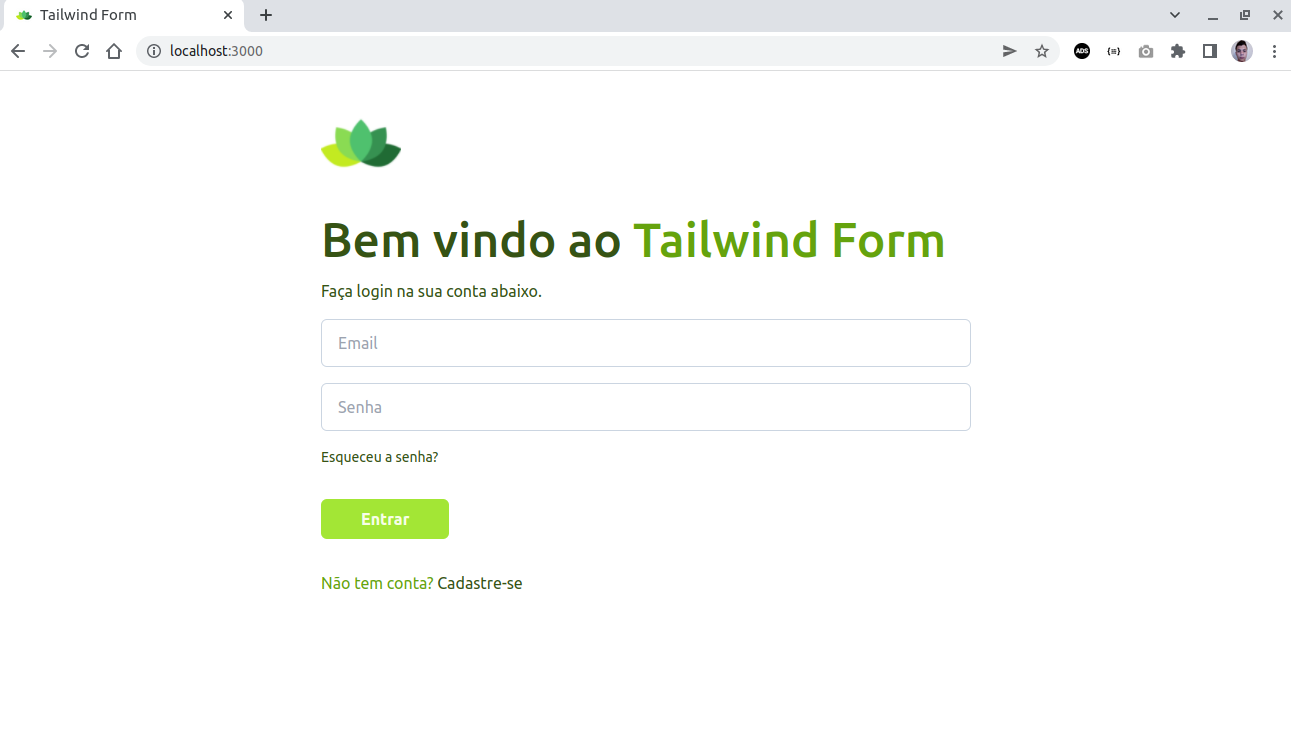 Tailwind Form
localhost:3000
ADS
Bem vindo ao Tailwind Form
Faça login na sua conta abaixo.
Email
Senha
Esqueceu a senha?
Entrar
Não tem conta? Cadastre-se